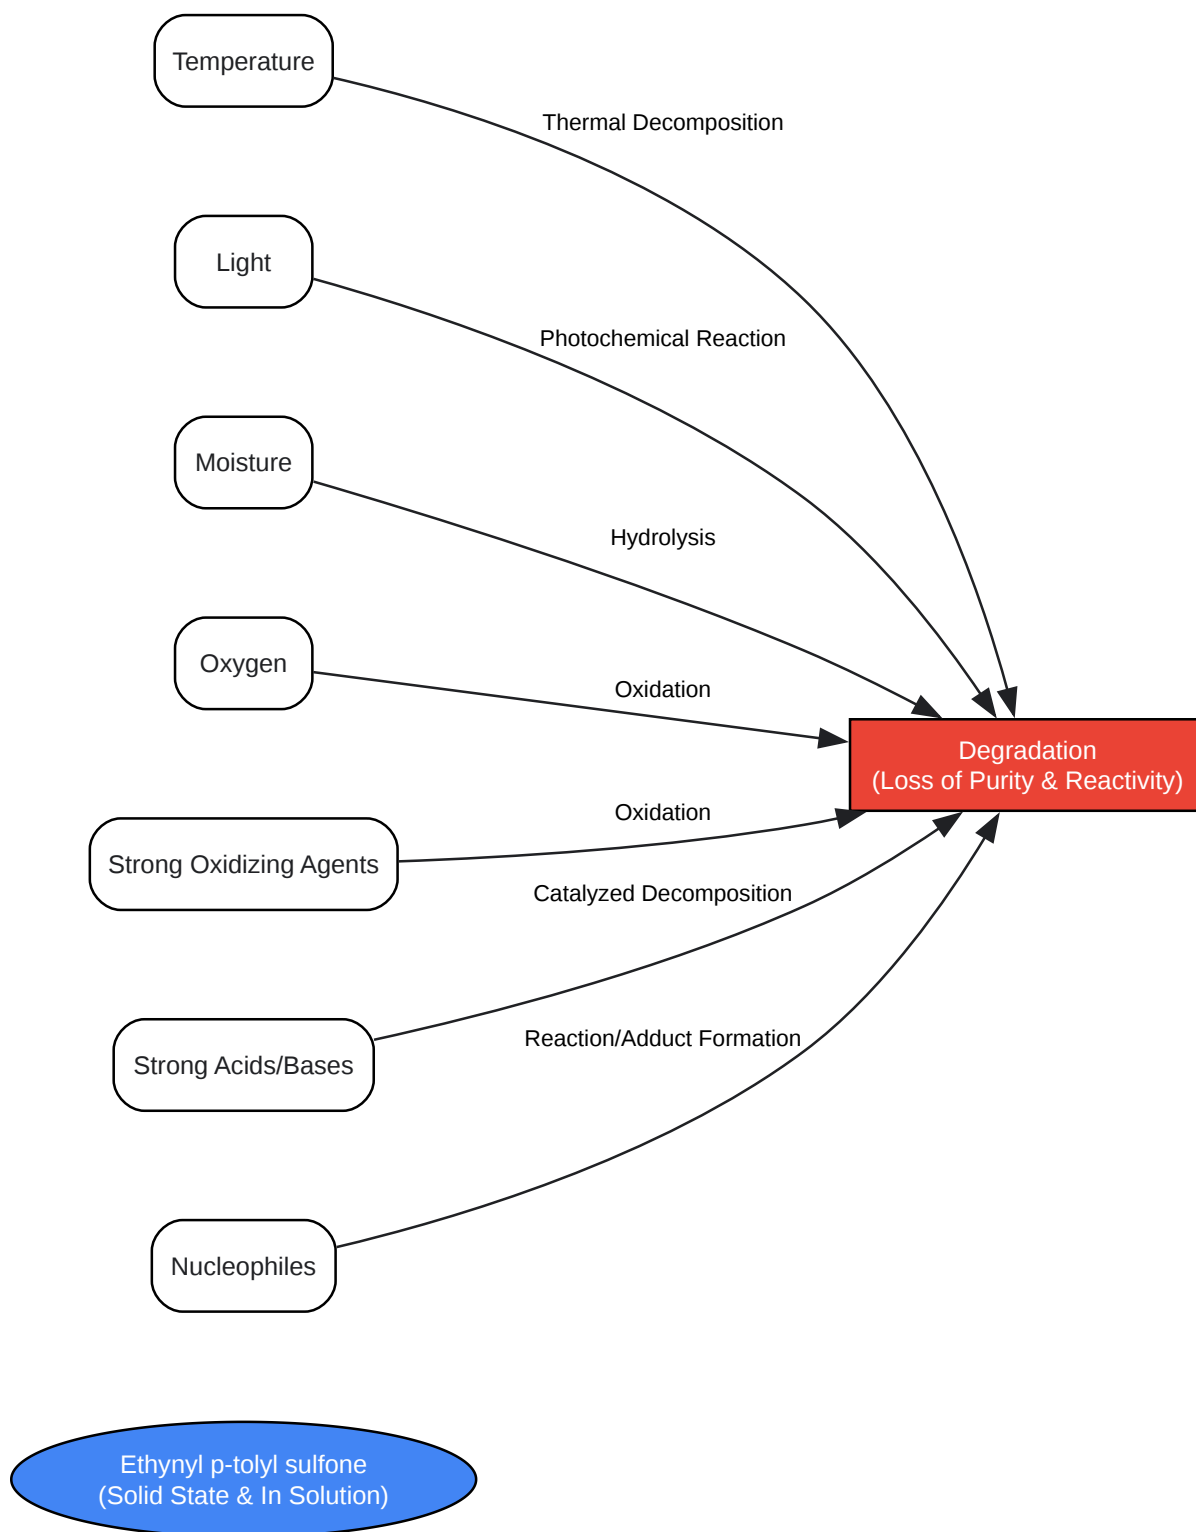 Temperature
Thermal Decomposition
Light
Photochemical Reaction
Moisture
Hydrolysis
Oxygen
Oxidation
Degradation
(Loss of Purity & Reactivity)
Oxidation
Strong Oxidizing Agents
Catalyzed Decomposition
Strong Acids/Bases
Reaction/Adduct Formation
Nucleophiles
Ethynyl p-tolyl sulfone
(Solid State & In Solution)